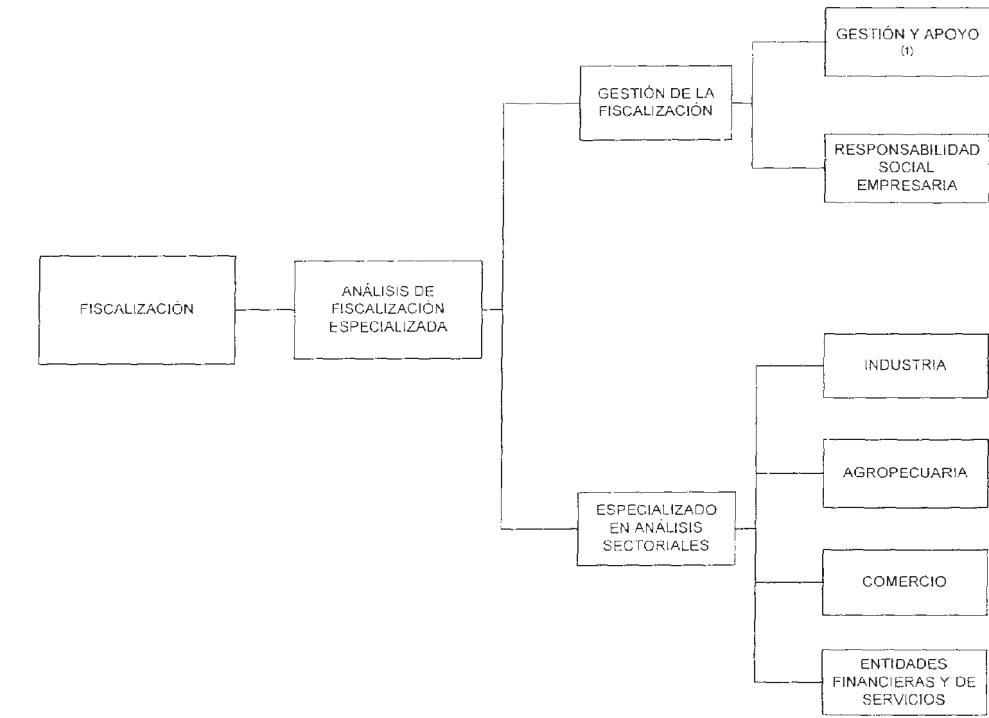 GESTIÓN Y APOYO
(1)
GESTIÓN DE LA
FISCALIZACIÓN
RESPONSABILIDAD
SOCIAL
EMPRESARIA
FISCALIZACIÓN
ANÁLISIS DE
FISCALIZACIÓN
ESPECIALIZADA
INDUSTRIA
AGROPECUARIA
ESPECIALIZADO
EN ANÁLISIS
SECTORIALES
COMERCIO
ENTIDADES
FINANCIERAS Y DE
SERVICIOS